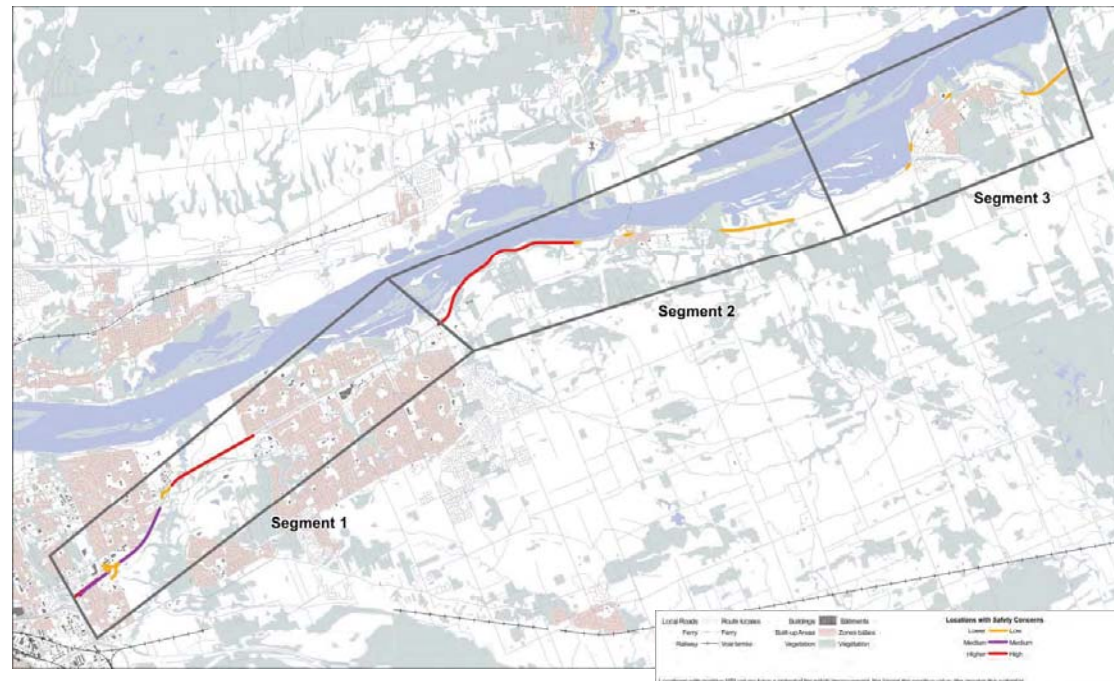 Segment 3
Segment 2
Segment 1
Local Roads Route locales Buildings Bâtiments Locations with Safety Concerns
Ferry Ferry Built-up Areas Zones bâties Lower Low
Railway Voie ferrée Vegetation Végétation Medium Medium
Higher High